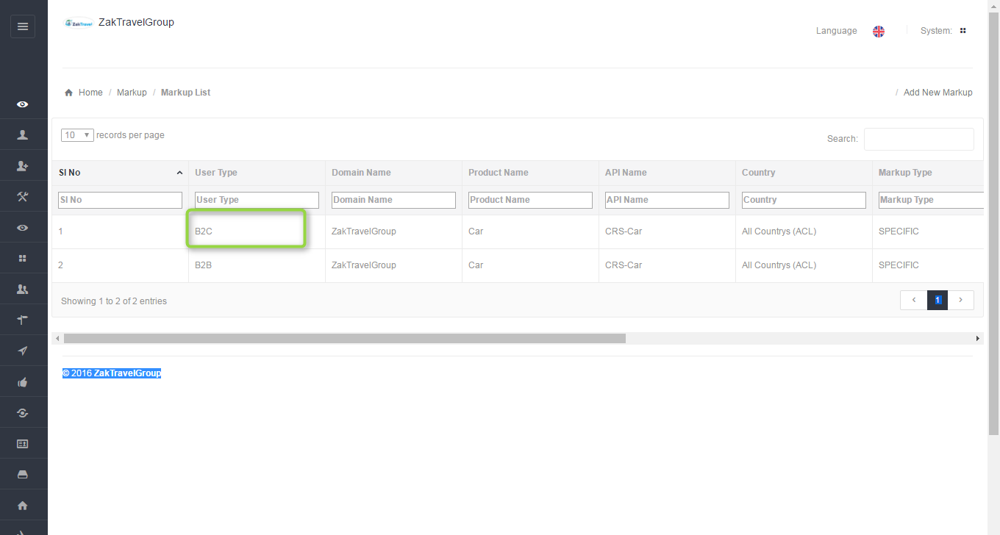 ZakTravel ZakTravelGroup
Language System:
Home / Markup / Markup List / Add New Markup
10 records per page Search:
Sl No User Type Domain Name Product Name API Name Country Markup Type
Sl No User Type Domain Name Product Name API Name Country Markup Type
1 B2C ZakTravelGroup Car CRS-Car All Countrys (ACL) SPECIFIC
2 B2B ZakTravelGroup Car CRS-Car All Countrys (ACL) SPECIFIC
Showing 1 to 2 of 2 entries 1
© 2016 ZakTravelGroup